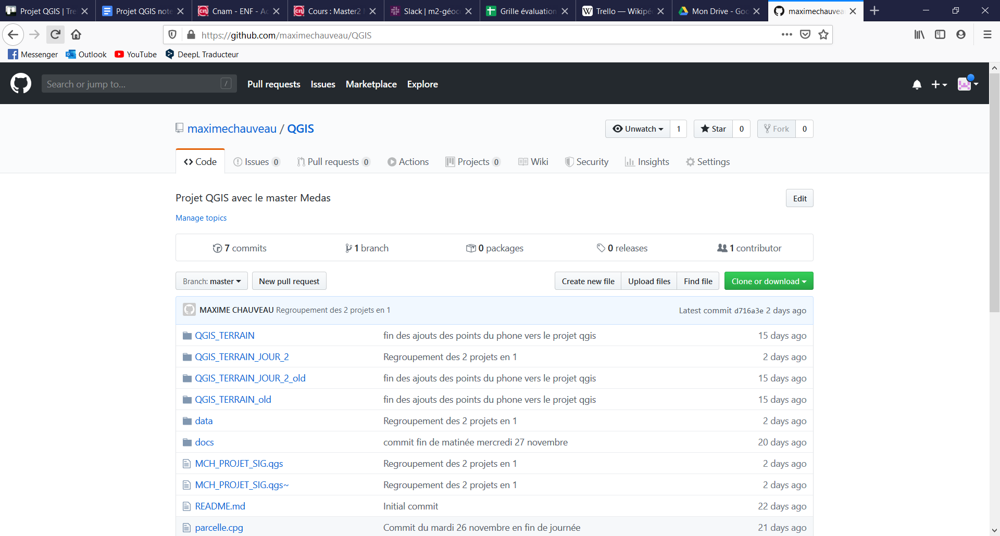 Projet QGIS | Tre
Projet QGIS note
Cnam - ENF - Ac
Cours : Master2
Slack | m2-géoc
Grille évaluation
Trello — Wikipé
Mon Drive - Goo
maximechauveau
https://github.com/maximechauveau/QGIS
Messenger Outlook YouTube DeepL Traducteur
Search or jump to... / Pull requests Issues Marketplace Explore
maximechauveau / QGIS Unwatch 1 Star 0 Fork 0
Code Issues 0 Pull requests 0 Actions Projects 0 Wiki Security Insights Settings
Projet QGIS avec le master Medas Edit
Manage topics
7 commits 1 branch 0 packages 0 releases 1 contributor
Branch: master New pull request Create new file Upload files Find file Clone or download
MAXIME CHAUVEAU Regroupement des 2 projets en 1 Latest commit d716a3e 2 days ago
QGIS_TERRAIN fin des ajouts des points du phone vers le projet qgis 15 days ago
QGIS_TERRAIN_JOUR_2 Regroupement des 2 projets en 1 2 days ago
QGIS_TERRAIN_JOUR_2_old fin des ajouts des points du phone vers le projet qgis 15 days ago
QGIS_TERRAIN_old fin des ajouts des points du phone vers le projet qgis 15 days ago
data Regroupement des 2 projets en 1 2 days ago
docs commit fin de matinée mercredi 27 novembre 20 days ago
MCH_PROJET_SIG.qgs Regroupement des 2 projets en 1 2 days ago
MCH_PROJET_SIG.qgs~ Regroupement des 2 projets en 1 2 days ago
README.md Initial commit 22 days ago
parcelle.cpg Commit du mardi 26 novembre en fin de journée 21 days ago